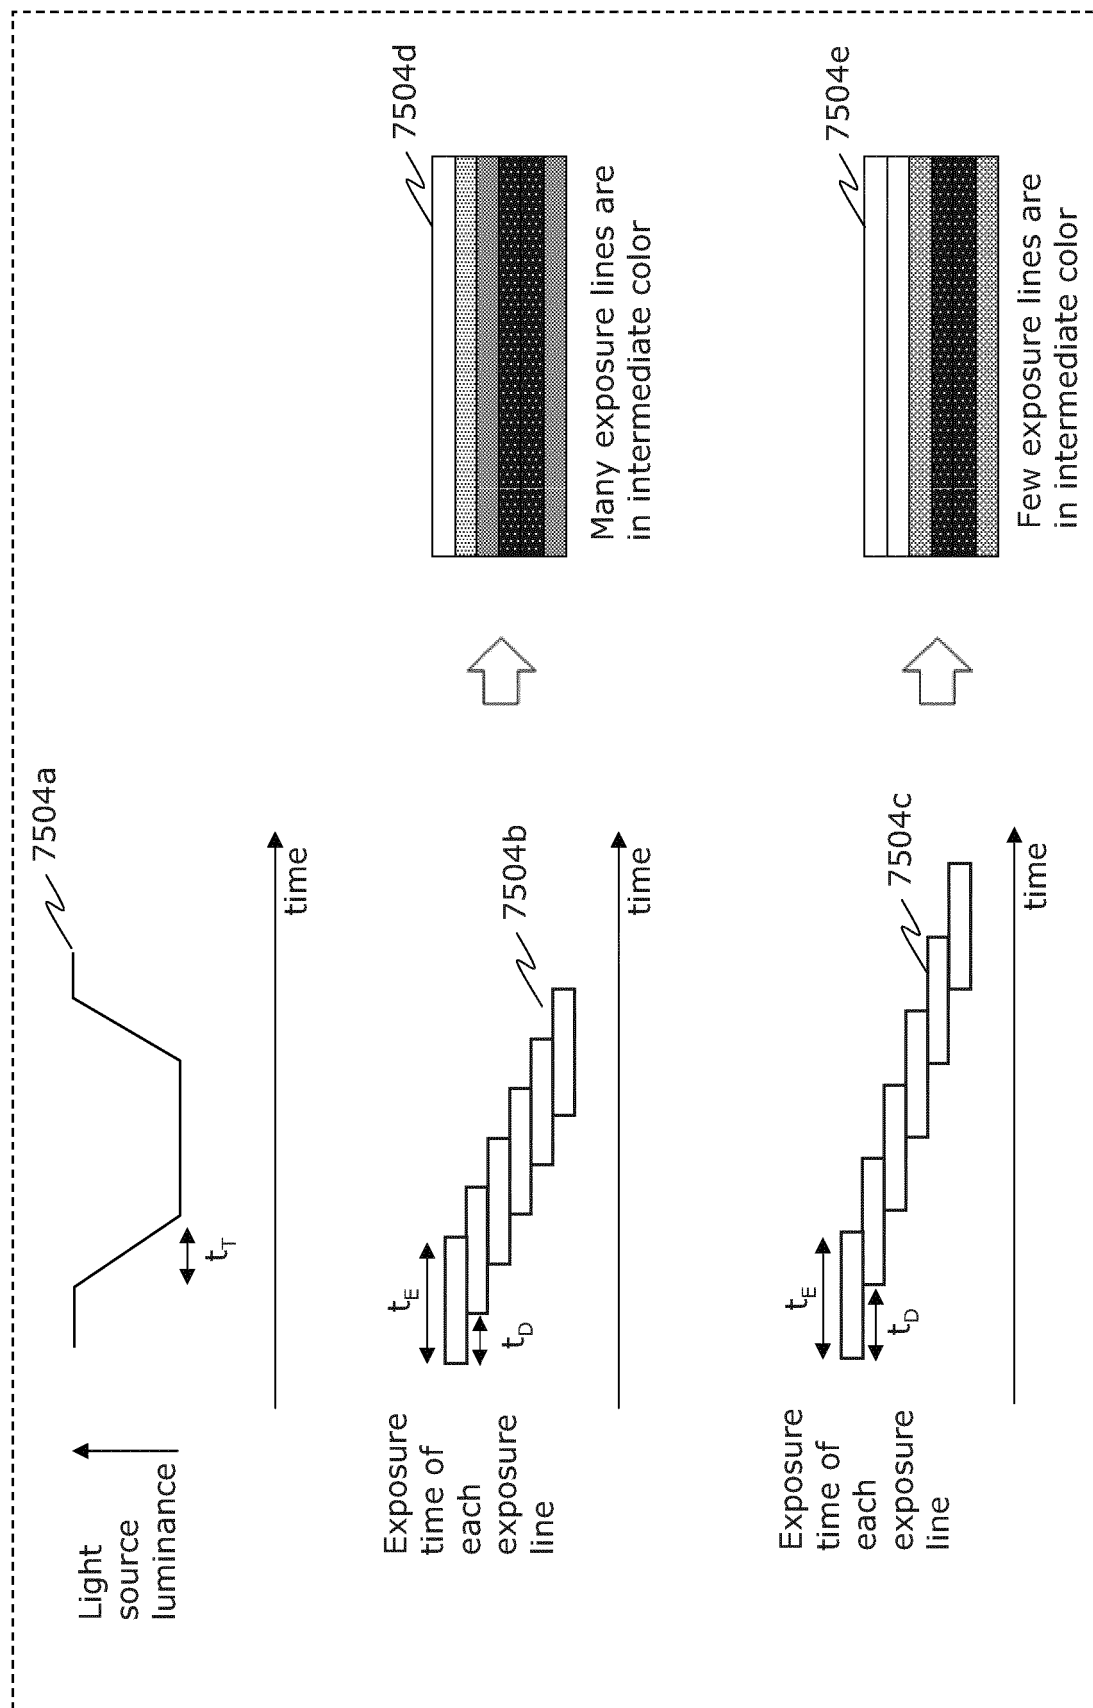 Light
source
luminance
7504a
t_T
time
Exposure
time of
each
exposure
line
t_E
t_D
7504b
time
7504d
Many exposure lines are
in intermediate color
Exposure
time of
each
exposure
line
t_E
t_D
7504c
time
7504e
Few exposure lines are
in intermediate color